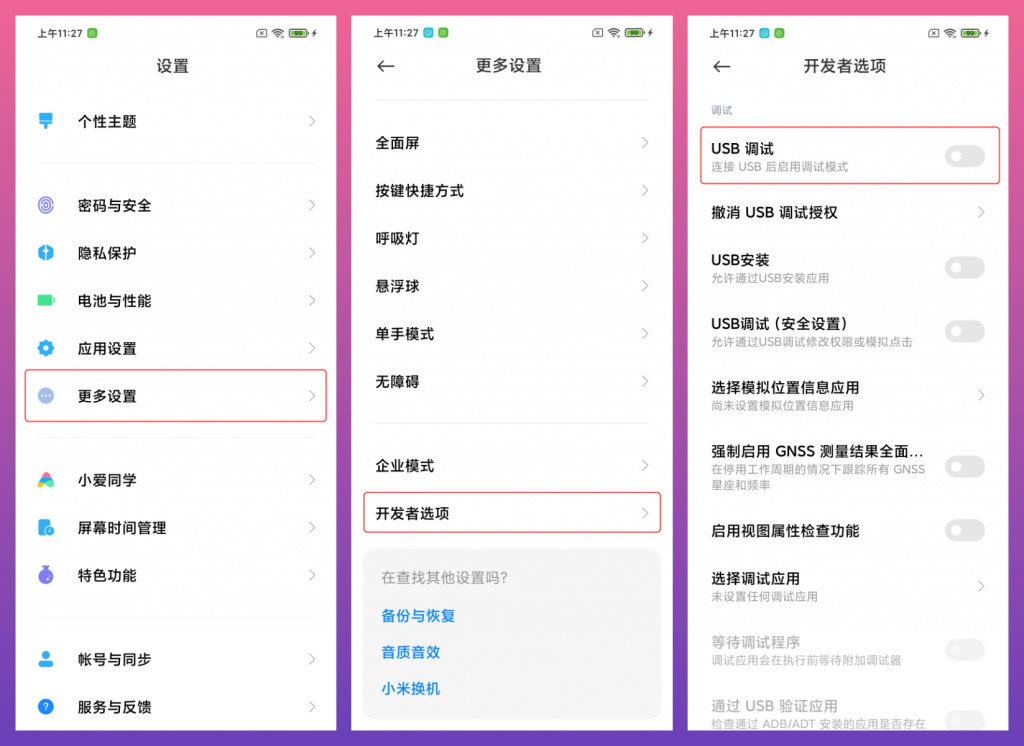 上午11:27
99
设置
个性主题
密码与安全
隐私保护
电池与性能
应用设置
更多设置
小爱同学
屏幕时间管理
特色功能
帐号与同步
服务与反馈
上午11:27
99
更多设置
全面屏
按键快捷方式
呼吸灯
悬浮球
单手模式
无障碍
企业模式
开发者选项
在查找其他设置吗?
备份与恢复
音质音效
小米换机
上午11:27
99
开发者选项
调试
USB 调试
连接 USB 后启用调试模式
撤消 USB 调试授权
USB安装
允许通过USB安装应用
USB调试（安全设置）
允许通过USB调试修改权限或模拟点击
选择模拟位置信息应用
尚未设置模拟位置信息应用
强制启用 GNSS 测量结果全面...
在停用工作周期的情况下跟踪所有 GNSS
星座和频率
启用视图属性检查功能
选择调试应用
未设置任何调试应用
等待调试程序
调试应用会在执行前等待附加调试器
通过 USB 验证应用
检查通过 ADB/ADT 安装的应用是否存在